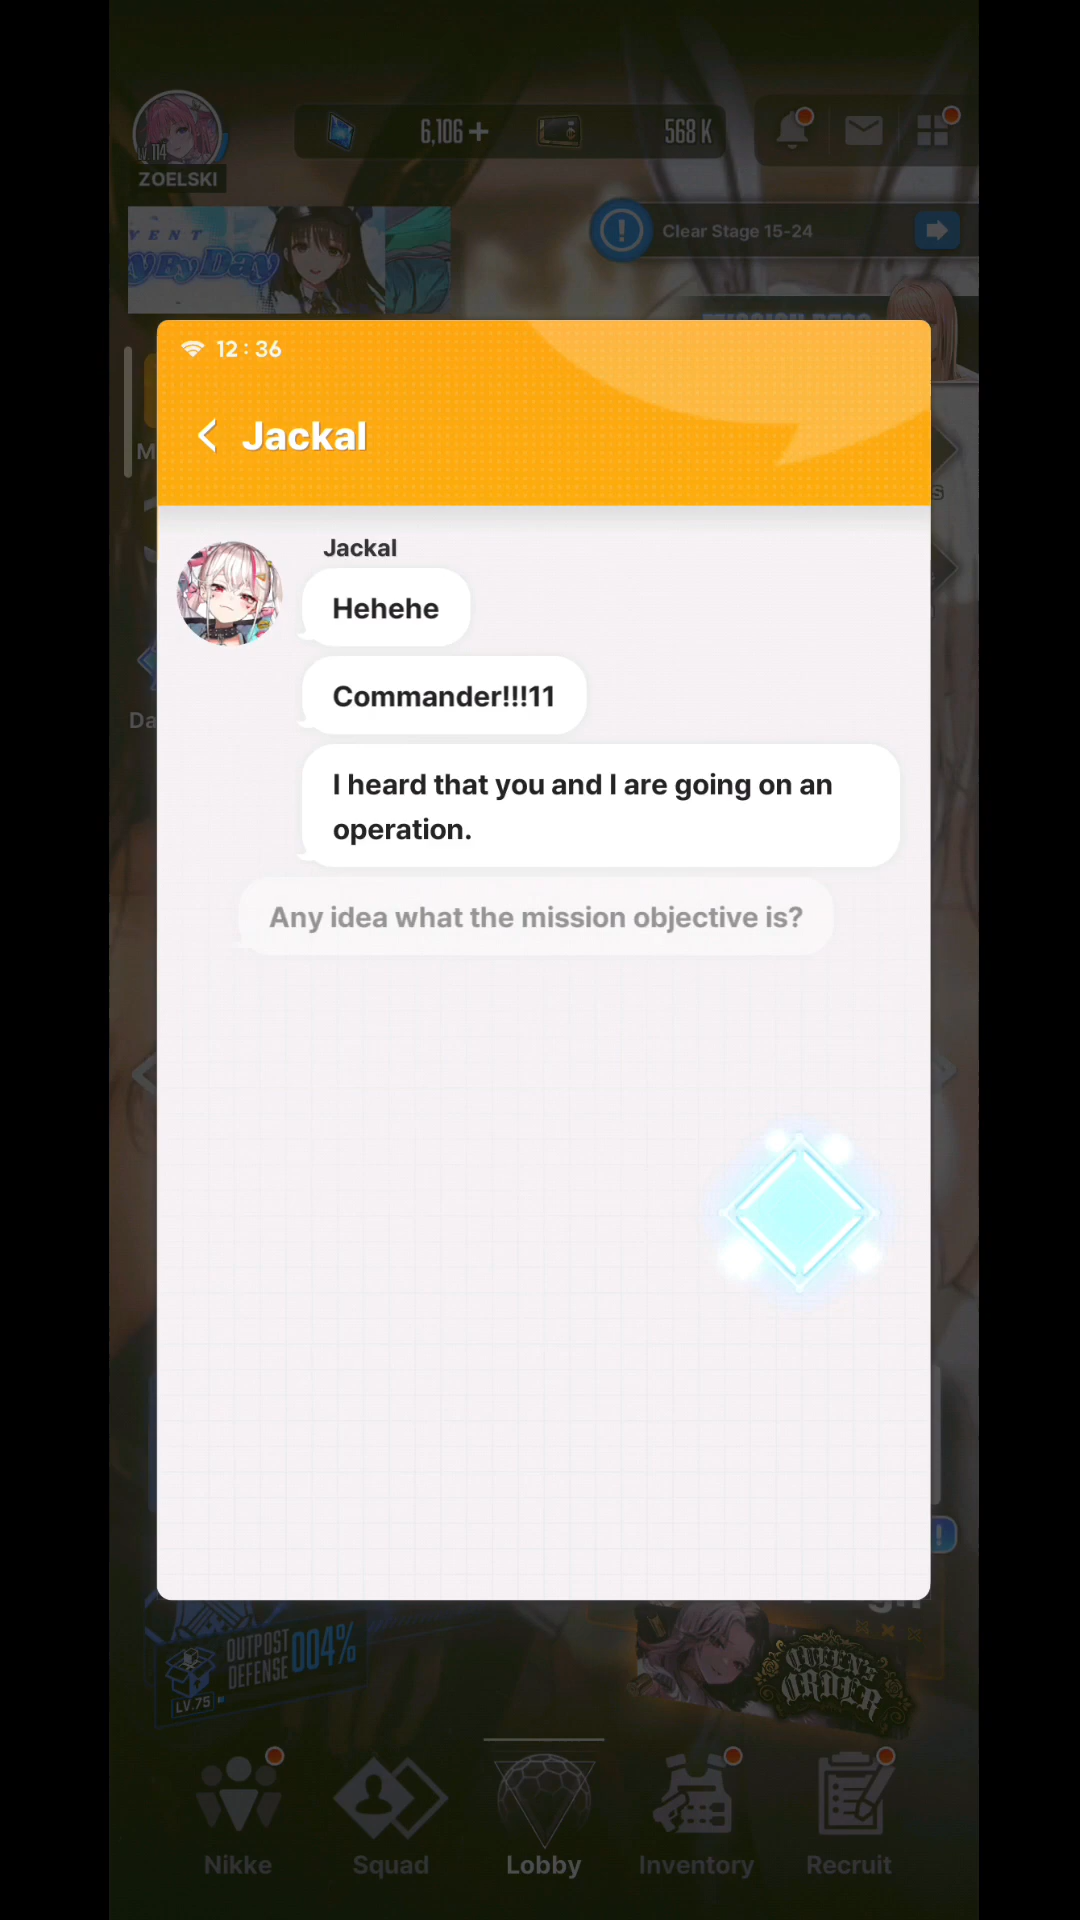 6,106 +
568 K
LV.114
ZOELSKI
Clear Stage 15-24
12 : 36
Jackal
Jackal
Hehehe
Commander!!!11
I heard that you and I are going on an
operation.
Any idea what the mission objective is?
OUTPOST
DEFENSE
004%
LV.75
QUEEN'S
ORDER
Nikke
Squad
Lobby
Inventory
Recruit